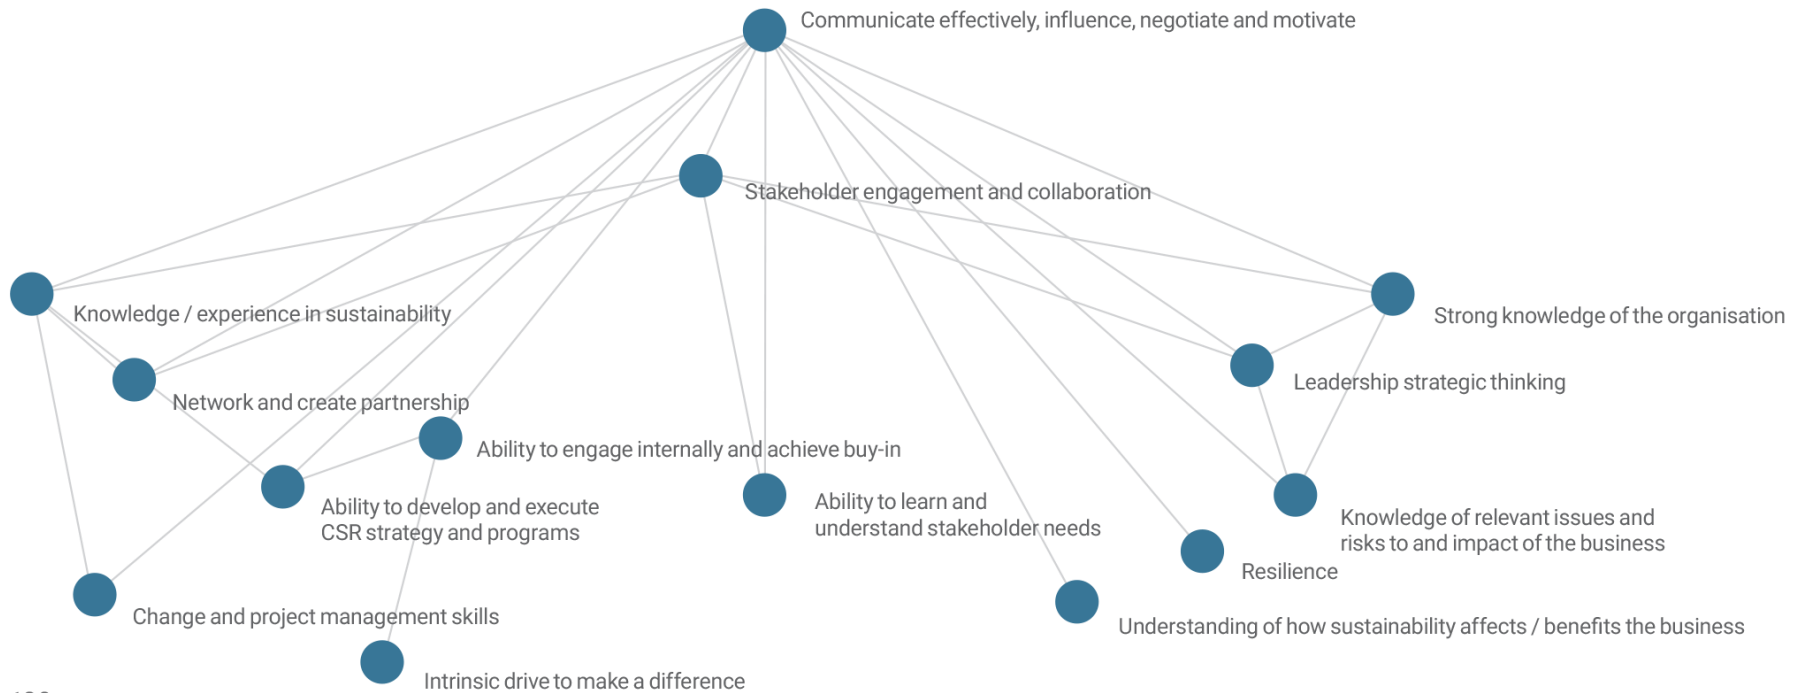 Communicate effectively, influence, negotiate and motivate
Stakeholder engagement and collaboration
Knowledge / experience in sustainability
Strong knowledge of the organisation
Leadership strategic thinking
Network and create partnership
Ability to engage internally and achieve buy-in
Ability to develop and execute
CSR strategy and programs
Ability to learn and
understand stakeholder needs
Knowledge of relevant issues and
risks to and impact of the business
Resilience
Change and project management skills
Understanding of how sustainability affects / benefits the business
Intrinsic drive to make a difference